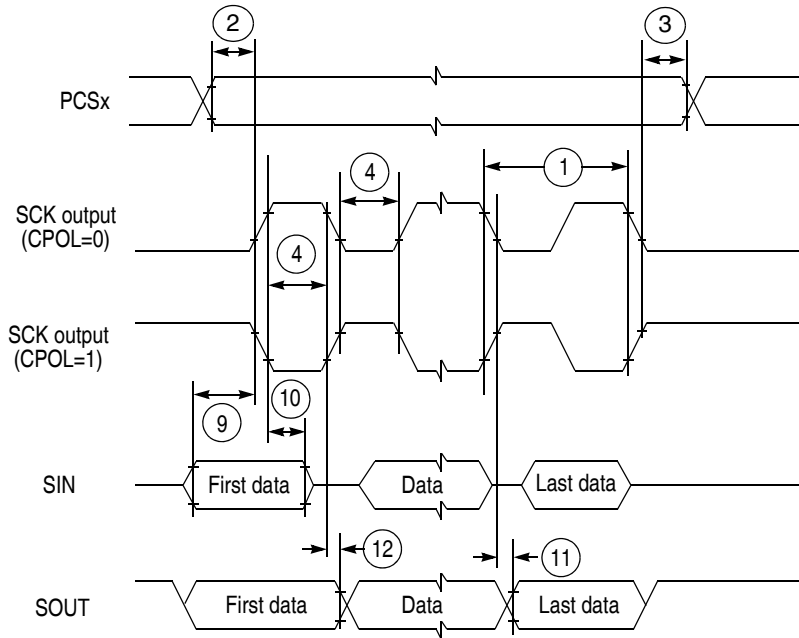 2
3
PCSx
4
1
SCK output
(CPOL=0)
4
SCK output
(CPOL=1)
10
9
SIN
First data
Data
Last data
12
11
SOUT
First data
Data
Last data